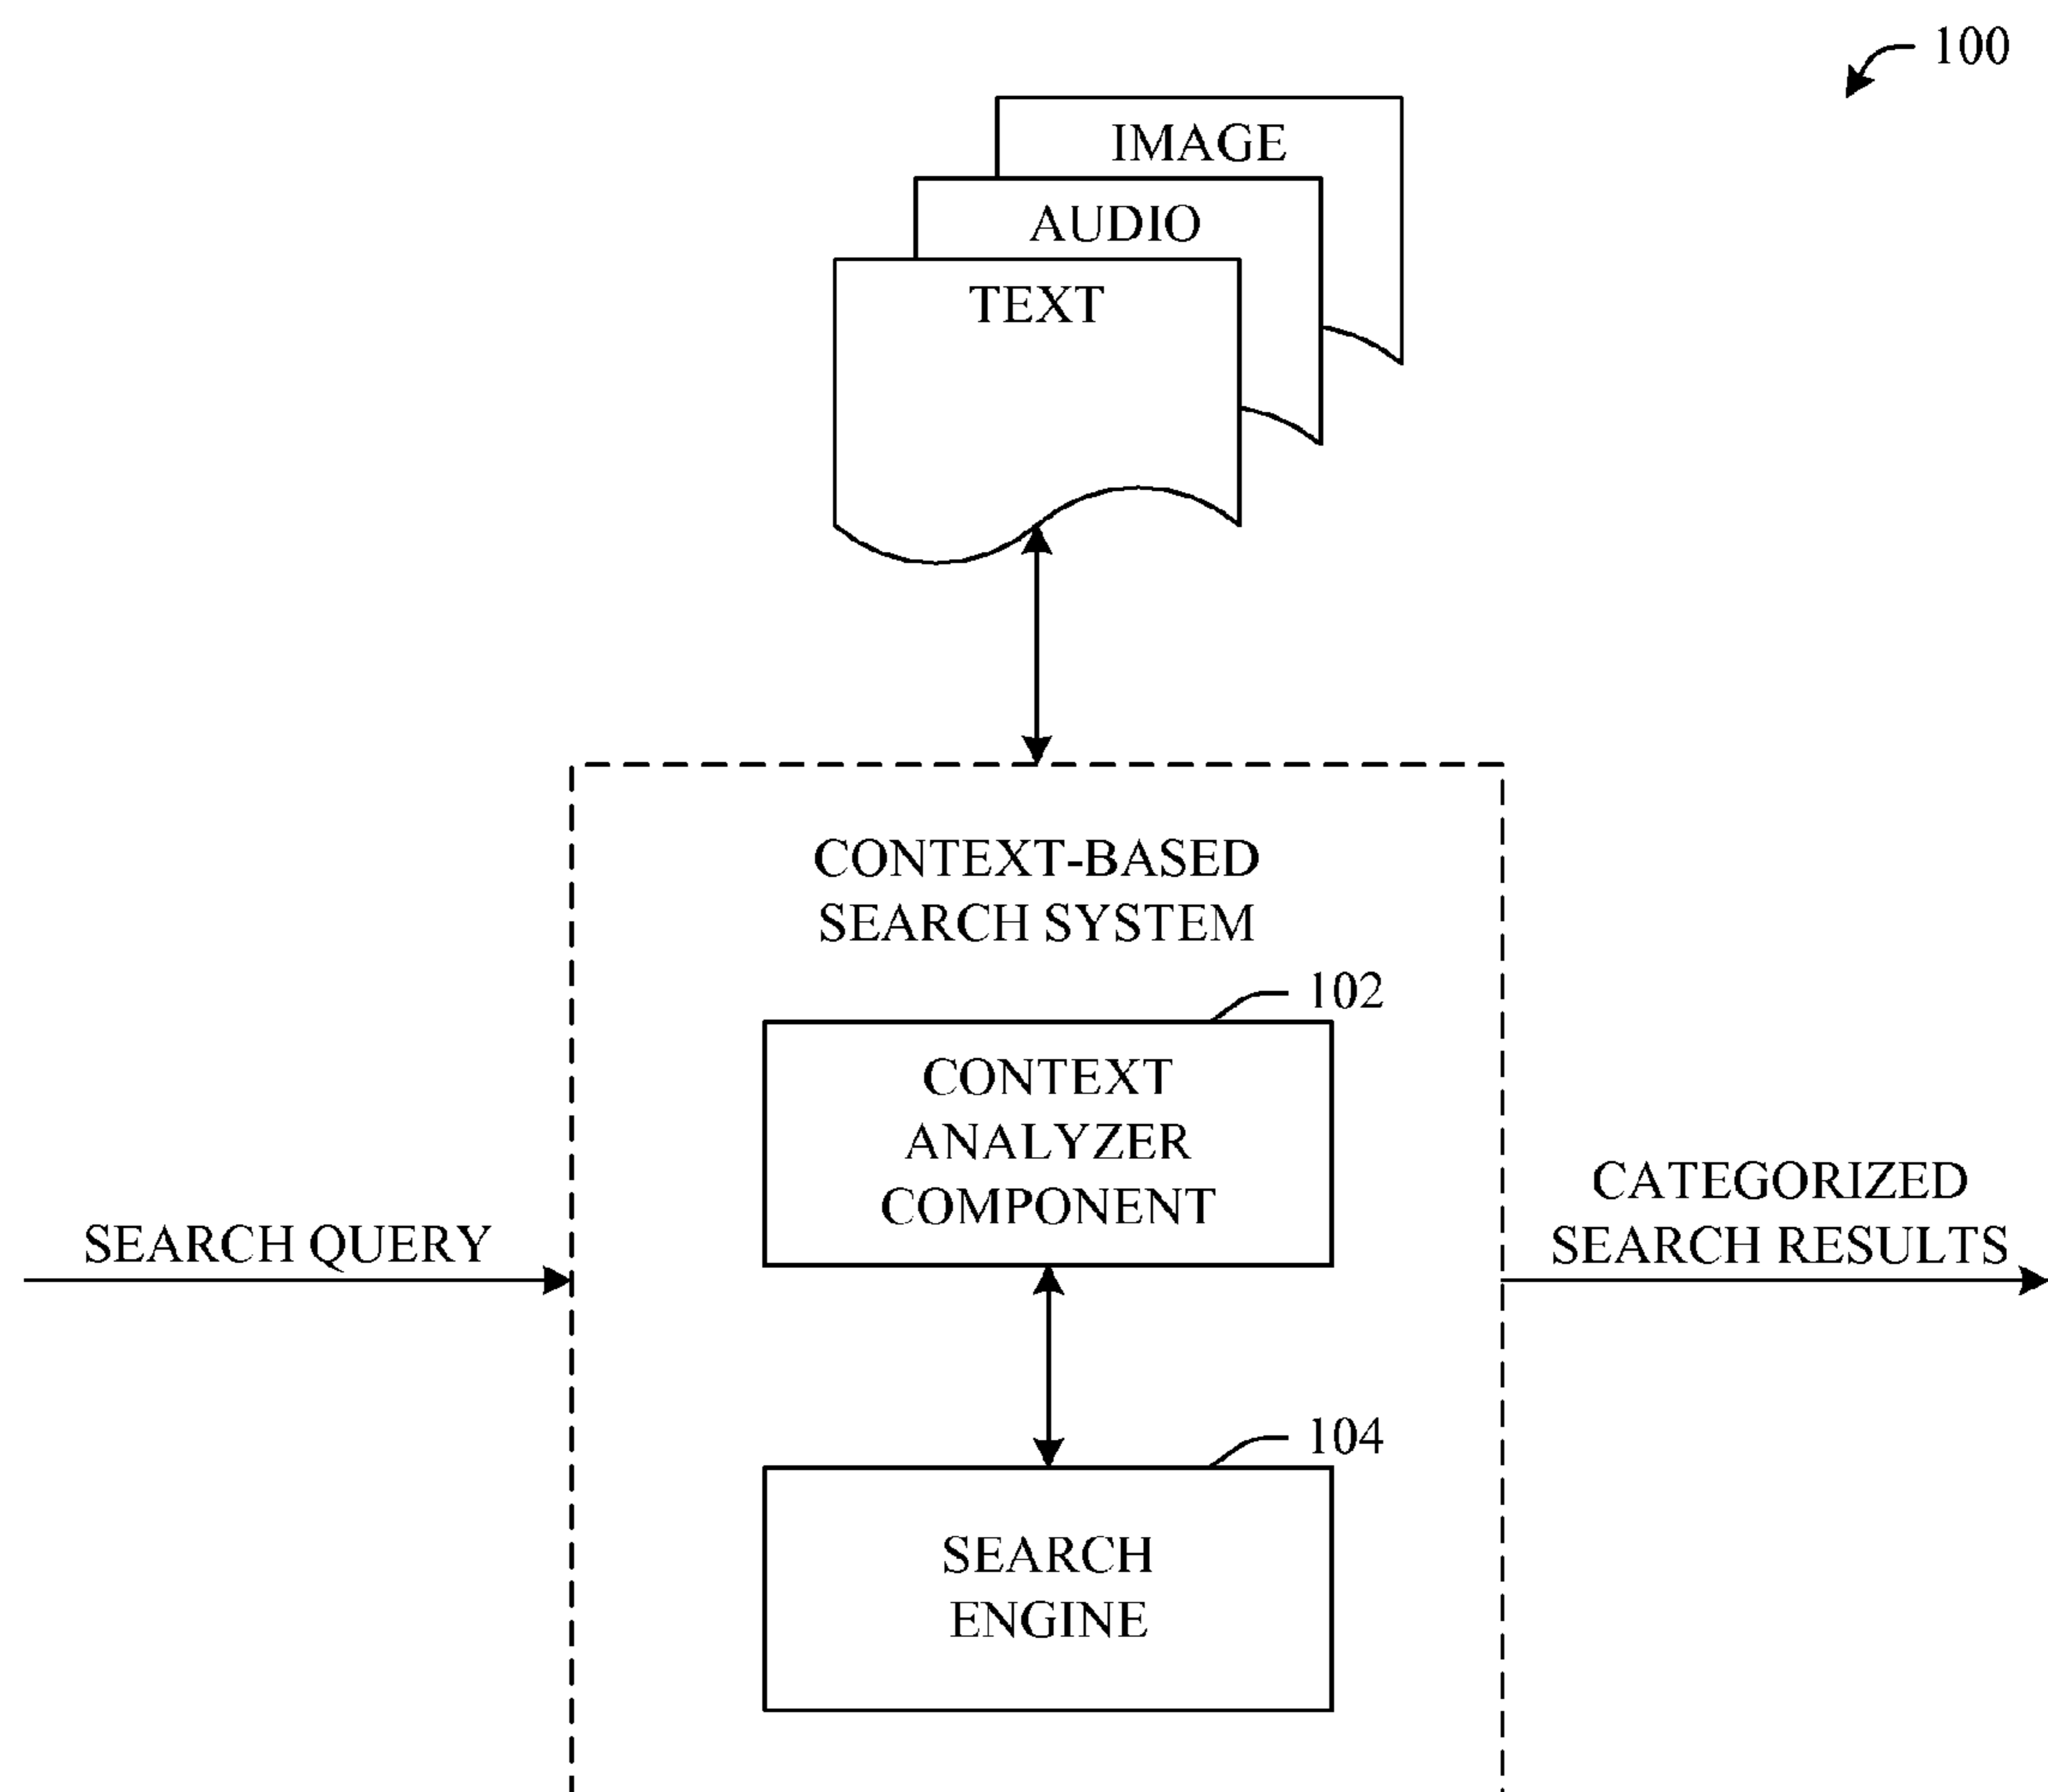 100
IMAGE
AUDIO
TEXT
CONTEXT-BASED
SEARCH SYSTEM
102
CONTEXT
ANALYZER
COMPONENT
SEARCH QUERY
CATEGORIZED
SEARCH RESULTS
104
SEARCH
ENGINE